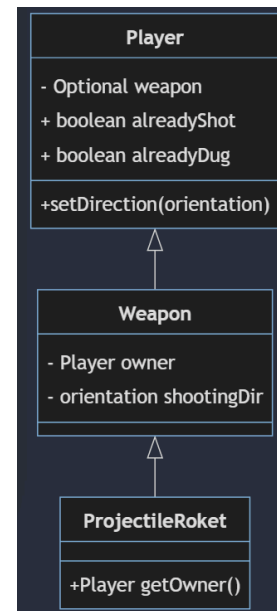 Player
- Optional weapon
+ boolean alreadyShot
+ boolean alreadyDug
+setDirection(orientation)
Weapon
- Player owner
- orientation shootingDir
ProjectileRoket
+Player getOwner()